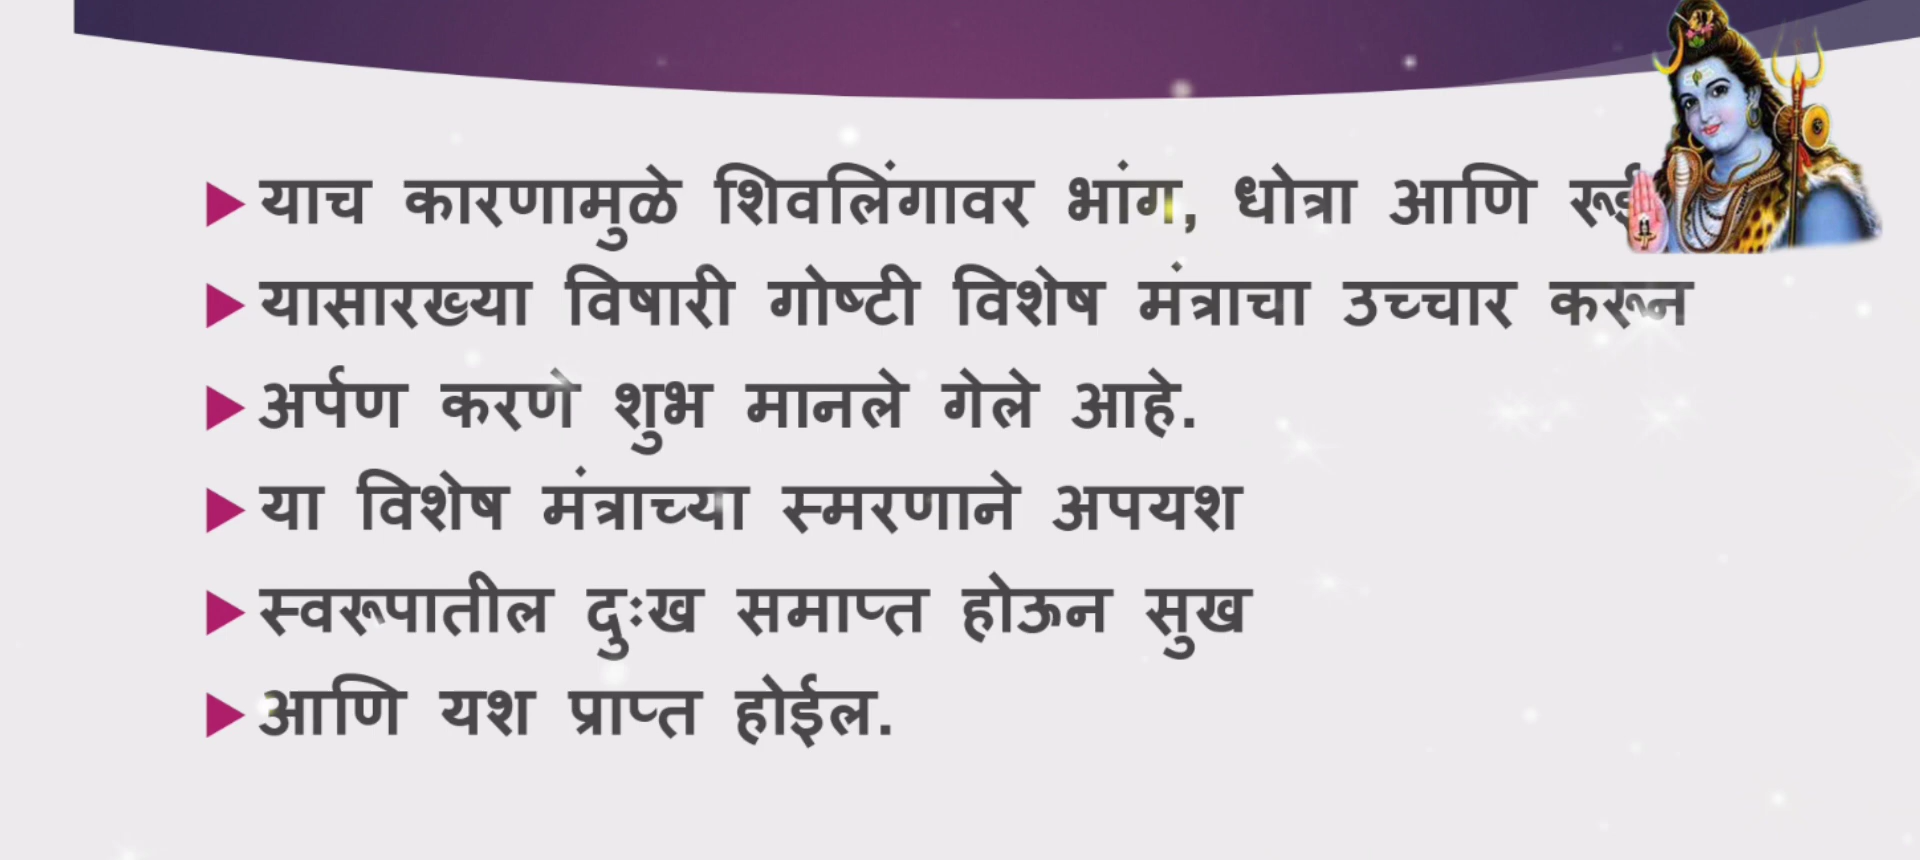 याच कारणामुळे शिवलिंगावर भांग, धोत्रा आणि रूई
यासारख्या विषारी गोष्टी विशेष मंत्राचा उच्चार करून
अर्पण करणे शुभ मानले गेले आहे.
या विशेष मंत्राच्या स्मरणाने अपयश
स्वरूपातील दुःख समाप्त होऊन सुख
आणि यश प्राप्त होईल.